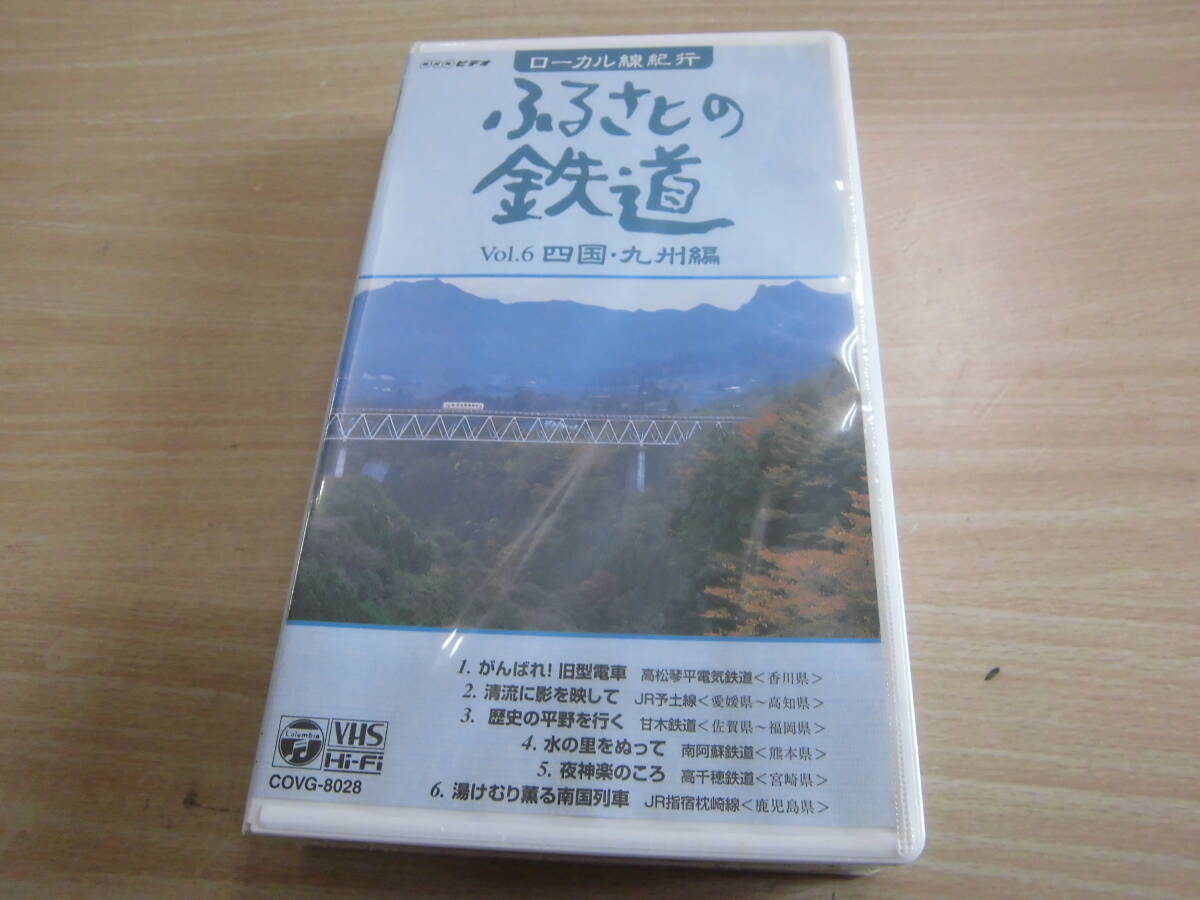 NHKビデオ
ローカル線紀行
ふるさとの
鉄道
Vol.6 四国・九州編
1. がんばれ! 旧型電車 高松琴平電気鉄道<香川県>
2. 清流に影を映して JR予土線<愛媛県~高知県>
3. 歴史の平野を行く 甘木鉄道<佐賀県~福岡県>
4. 水の里をぬって 南阿蘇鉄道<熊本県>
5. 夜神楽のころ 高千穂鉄道<宮崎県>
6. 湯けむり薫る南国列車 JR指宿枕崎線<鹿児島県>
Columbia
VHS
Hi-Fi
COVG-8028